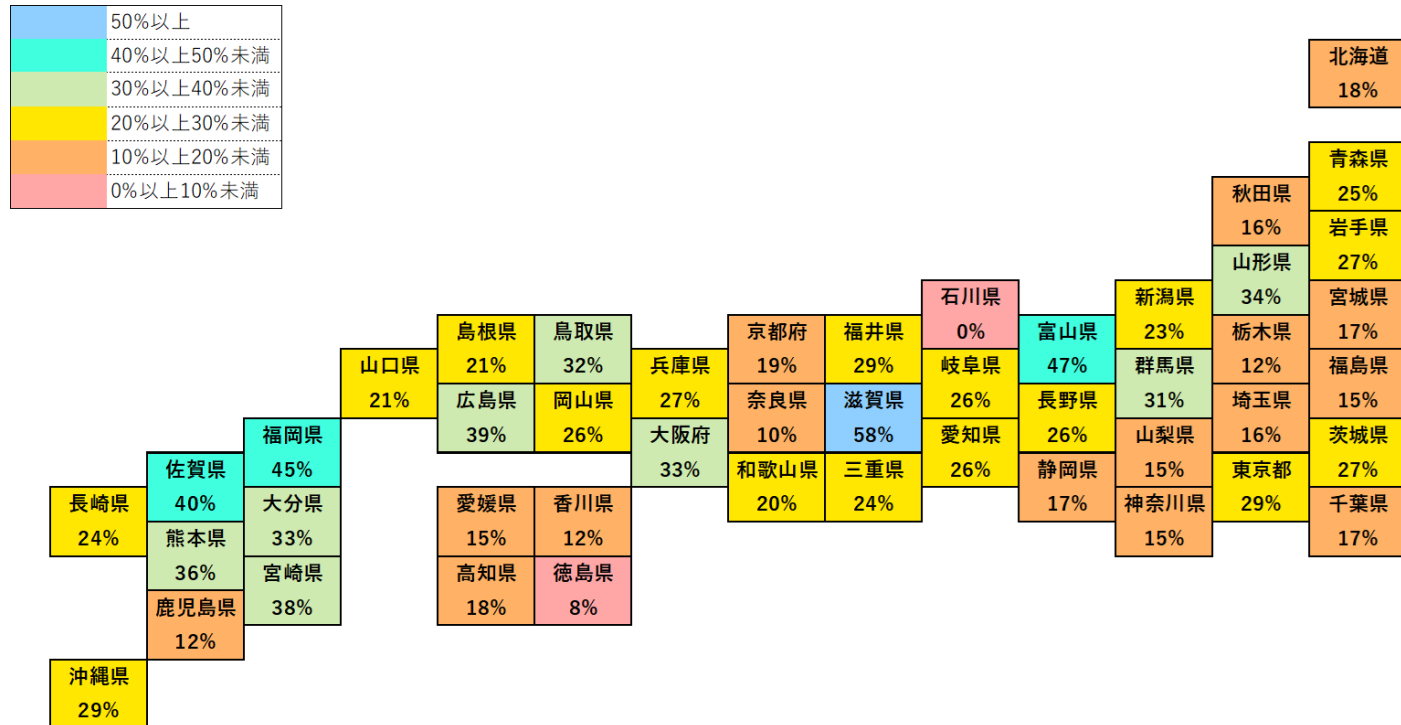 50%以上
40%以上50%未満
30%以上40%未満
20%以上30%未満
10%以上20%未満
0%以上10%未満
北海道
18%
青森県
25%
秋田県
16%
岩手県
27%
山形県
34%
石川県
0%
新潟県
23%
宮城県
17%
島根県
21%
鳥取県
32%
京都府
19%
福井県
29%
富山県
47%
栃木県
12%
山口県
21%
兵庫県
27%
岐阜県
26%
群馬県
31%
福島県
15%
広島県
39%
岡山県
26%
奈良県
10%
滋賀県
58%
長野県
26%
埼玉県
16%
福岡県
45%
大阪府
33%
愛知県
26%
山梨県
15%
茨城県
27%
佐賀県
40%
和歌山県
20%
三重県
24%
静岡県
17%
東京都
29%
長崎県
24%
大分県
33%
愛媛県
15%
香川県
12%
神奈川県
15%
千葉県
17%
熊本県
36%
宮崎県
38%
高知県
18%
徳島県
8%
鹿児島県
12%
沖縄県
29%